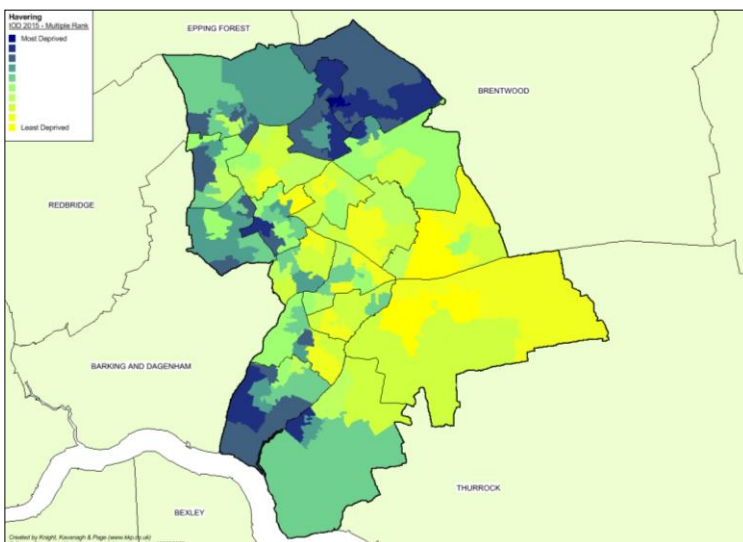 Havering
IOD 2015 - Multiple Rank
Most Deprived
Least Deprived
EPPING FOREST
BRENTWOOD
REDBRIDGE
BARKING AND DAGENHAM
THURROCK
BEXLEY
Created by Knight, Kavanagh & Page (www.kkp.co.uk)